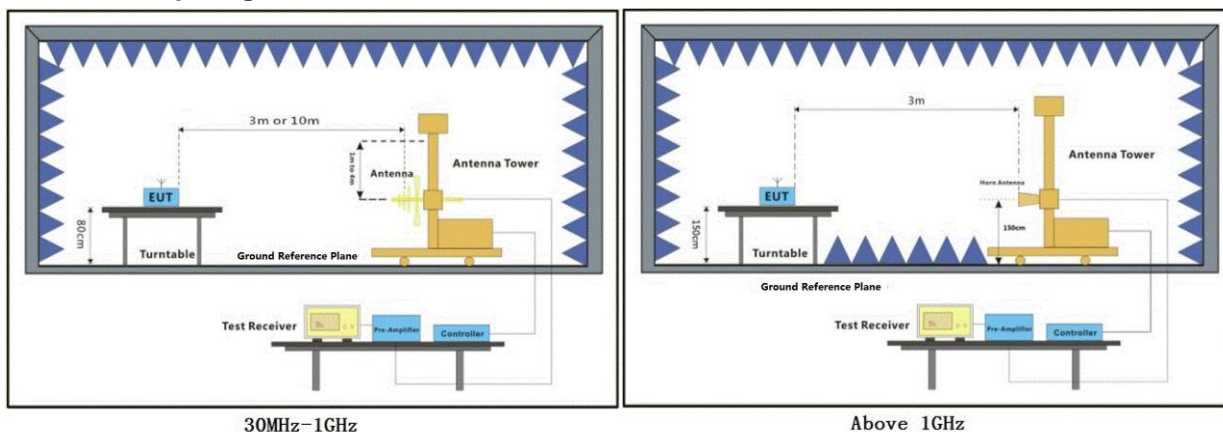 3m or 10m
1m to 4m
Antenna
Antenna Tower
EUT
80cm
Turntable
Ground Reference Plane
Test Receiver
Pre-Amplifier
Controller
30MHz-1GHz
3m
Antenna Tower
Horn Antenna
EUT
150cm
150cm
Turntable
Ground Reference Plane
Test Receiver
Pre-Amplifier
Controller
Above 1GHz